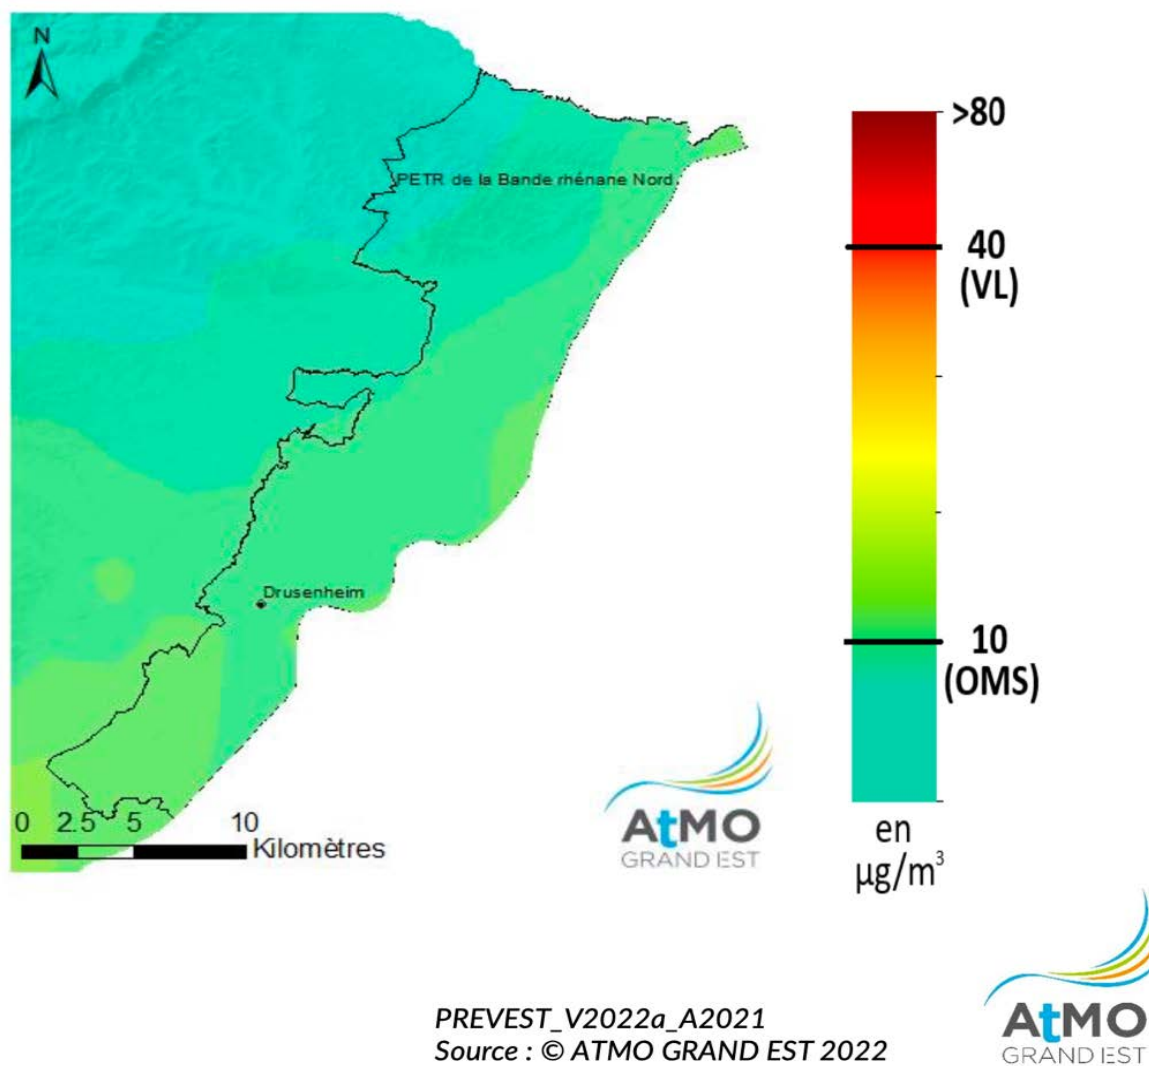 N
PETR de la Bande rhénane Nord
Drusenheim
0 2.5 5 10
Kilomètres
AtMO
GRAND EST
>80
40
(VL)
10
(OMS)
en
µg/m³
PREVEST_V2022a_A2021
Source : © ATMO GRAND EST 2022
AtMO
GRAND EST